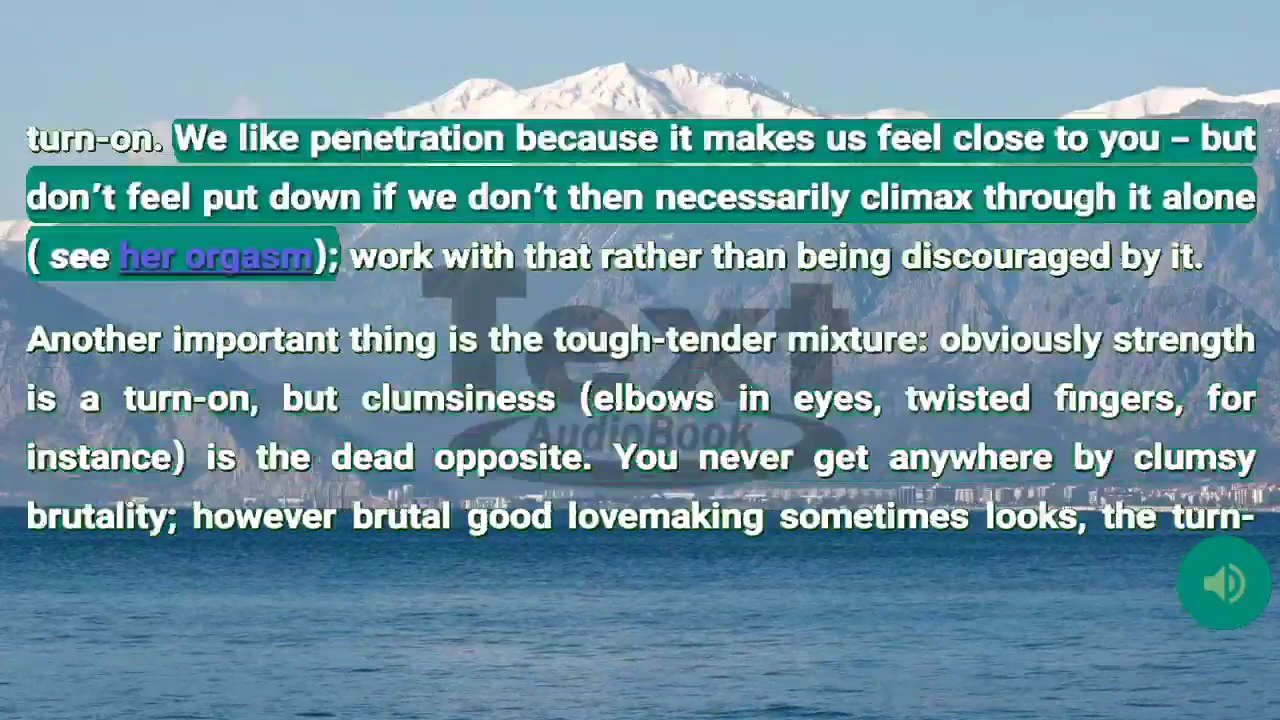 turn-on. We like penetration because it makes us feel close to you – but
don’t feel put down if we don’t then necessarily climax through it alone
( see her orgasm); work with that rather than being discouraged by it.
Another important thing is the tough-tender mixture: obviously strength
is a turn-on, but clumsiness (elbows in eyes, twisted fingers, for
instance) is the dead opposite. You never get anywhere by clumsy
brutality; however brutal good lovemaking sometimes looks, the turn-
Text
AudioBook